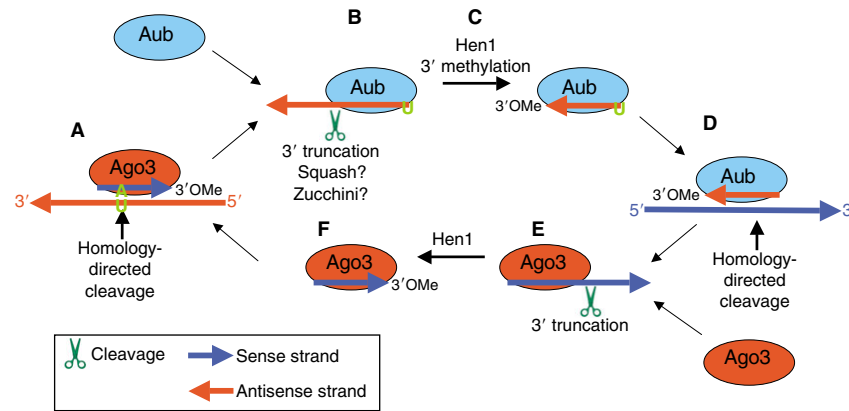 B
C
Aub
Hen1
3′ methylation
Aub
U
Aub
3′OMe
U
3′ truncation
Squash?
Zucchini?
A
Ago3
3′OMe
A
U
3′
5′
Homology-
directed
cleavage
D
Aub
3′OMe
5′
3′
Homology-
directed
cleavage
F
Hen1
E
Ago3
3′OMe
Ago3
3′ truncation
Ago3
Cleavage
Sense strand
Antisense strand